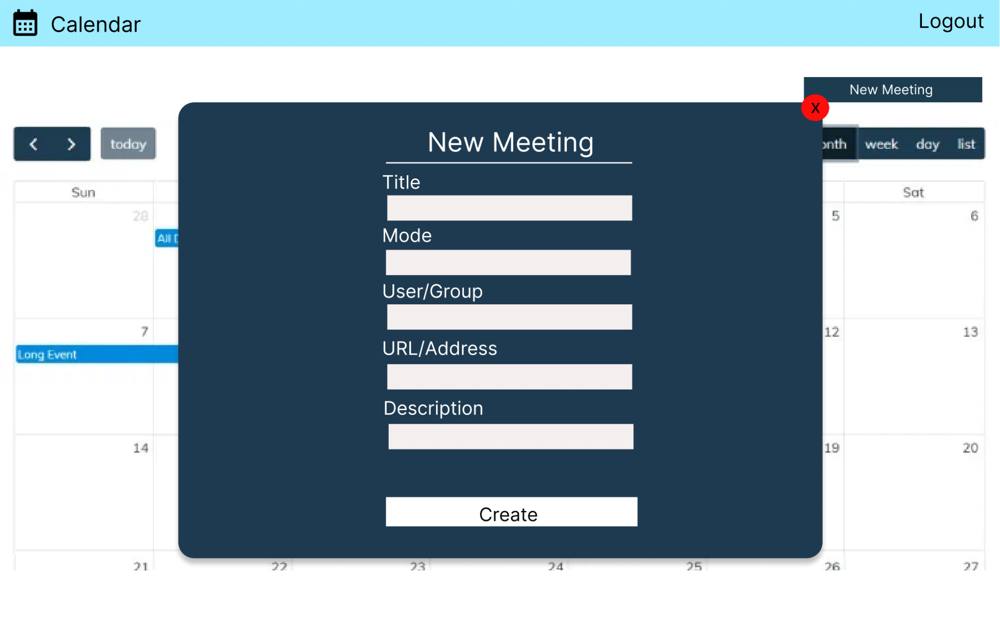 Calendar
Logout
New Meeting
X
today
onth week day list
New Meeting
Title
Mode
User/Group
URL/Address
Description
Create
Sun
Sat
28
5
6
All D
7
12
13
Long Event
14
19
20
21
22
23
24
25
26
27